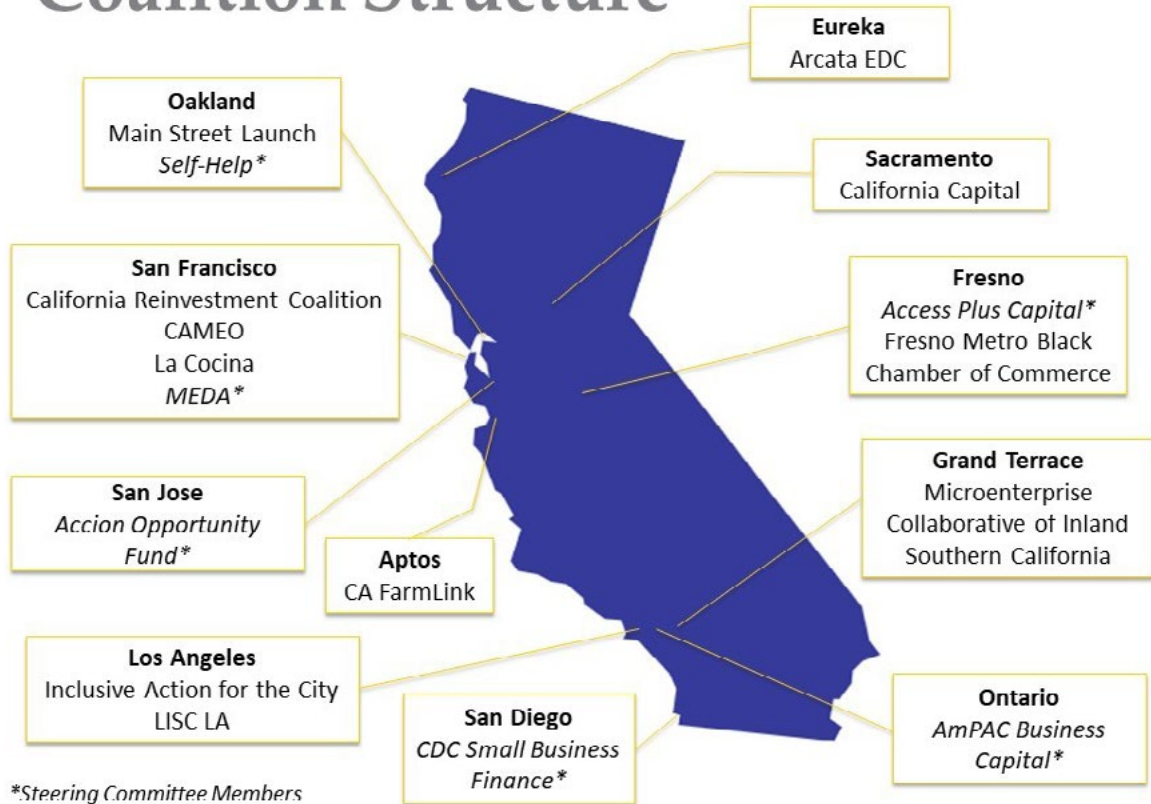 Coalition Structure
Eureka
Arcata EDC
Oakland
Main Street Launch
Self-Help*
Sacramento
California Capital
San Francisco
California Reinvestment Coalition
CAMEO
La Cocina
MEDA*
Fresno
Access Plus Capital*
Fresno Metro Black
Chamber of Commerce
Grand Terrace
Microenterprise
Collaborative of Inland
Southern California
San Jose
Accion Opportunity
Fund*
Aptos
CA FarmLink
Los Angeles
Inclusive Action for the City
LISC LA
San Diego
CDC Small Business
Finance*
Ontario
AmPAC Business
Capital*
*Steering Committee Members